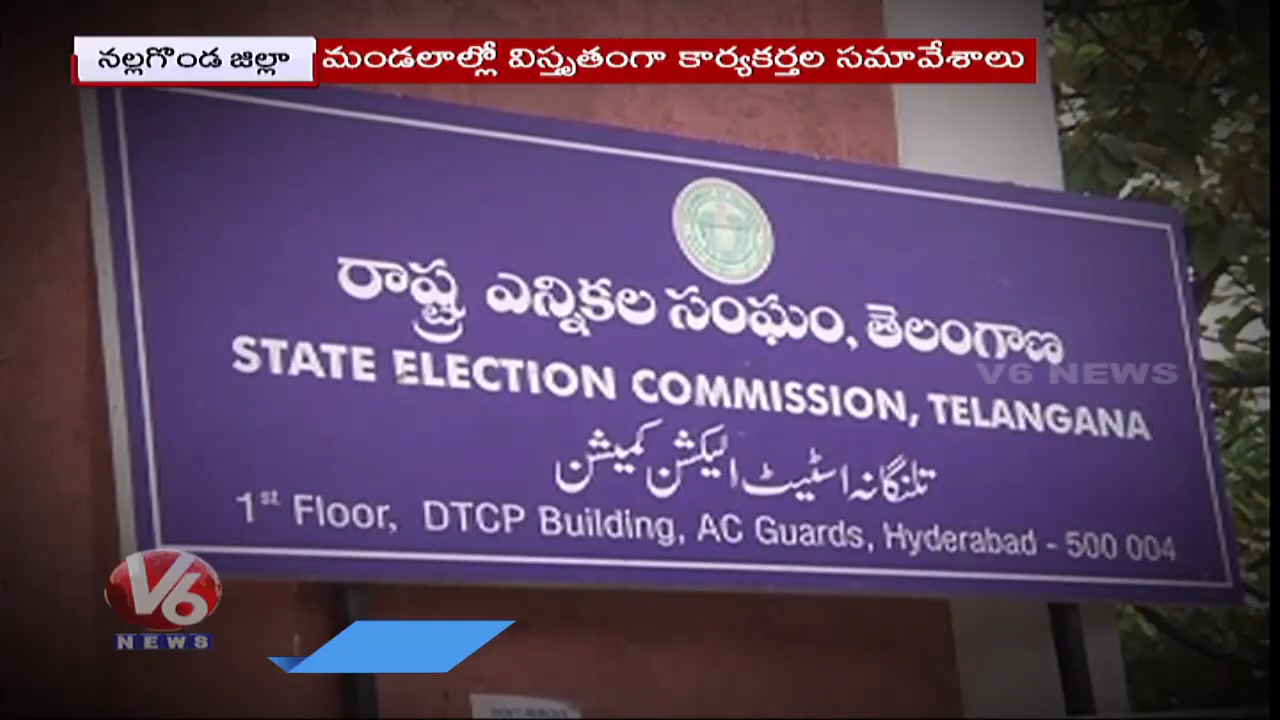 నల్లగొండ జిల్లా మండలాల్లో విస్తృతంగా కార్యకర్తల సమావేశాలు
రాష్ట్ర ఎన్నికల సంఘం, తెలంగాణ
V6 NEWS
STATE ELECTION COMMISSION, TELANGANA
تلنگانہ اسٹیٹ الیکشن کمیشن
1st Floor, DTCP Building, AC Guards, Hyderabad - 500 004
V6
NEWS